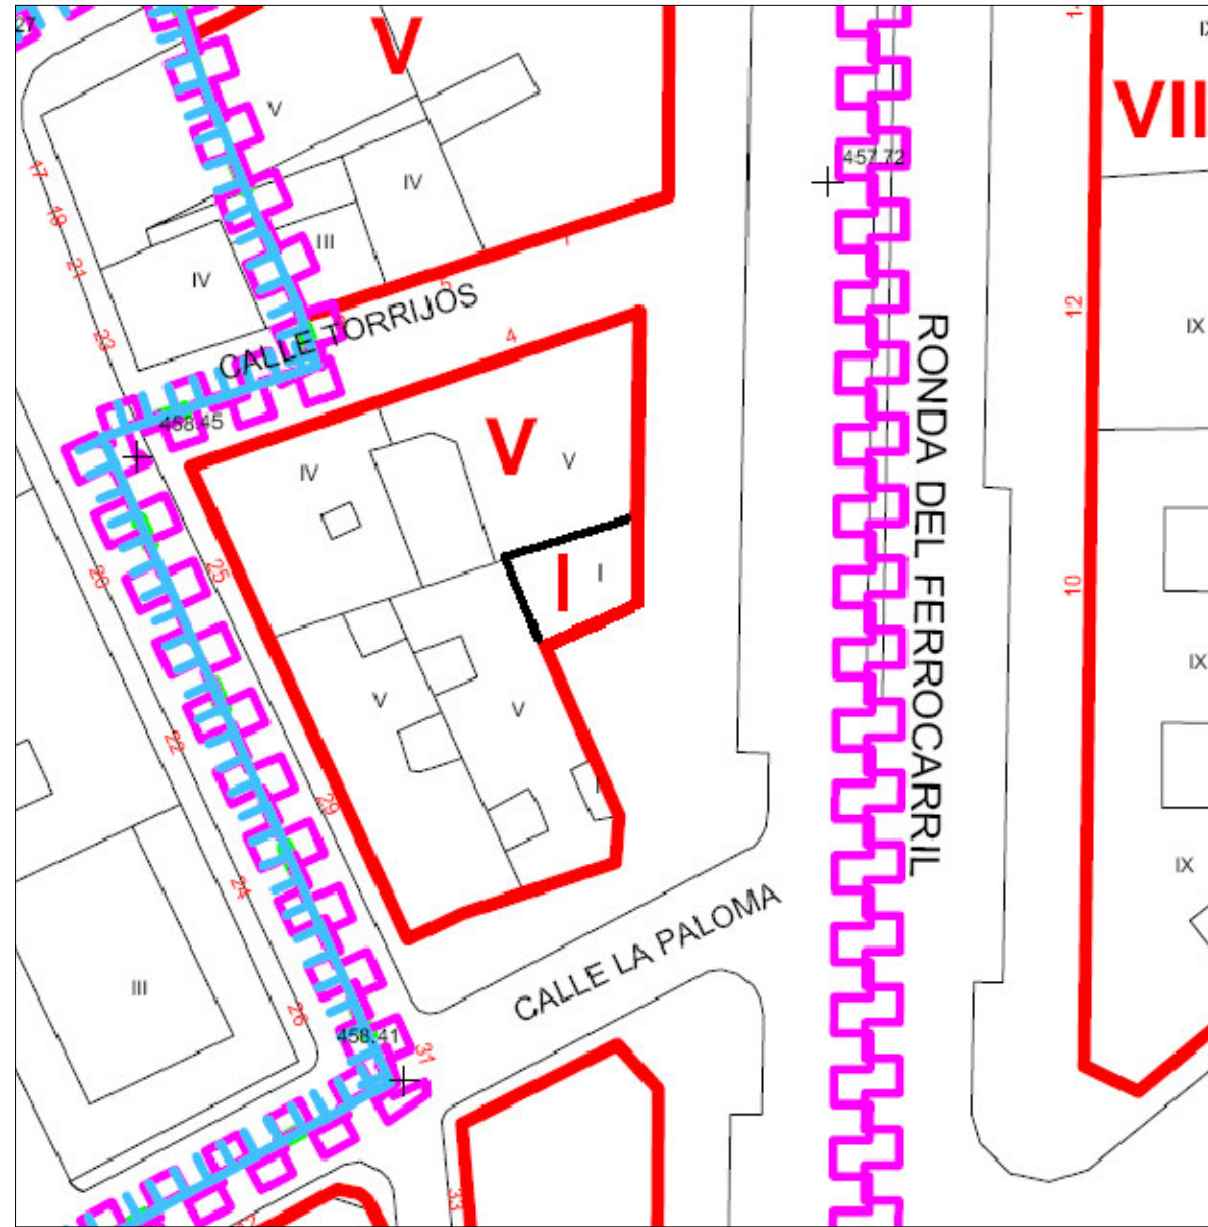 27
V
V
IX
VII
17
19
21
23
IV
IV
III
1
5
457.72
CALLE TORRIJOS
4
458.45
RONDA DEL FERROCARRIL
12
IX
IV
V
V
I
I
20
25
10
IX
V
V
22
29
24
IX
CALLE LA PALOMA
III
26
458.41
31
33